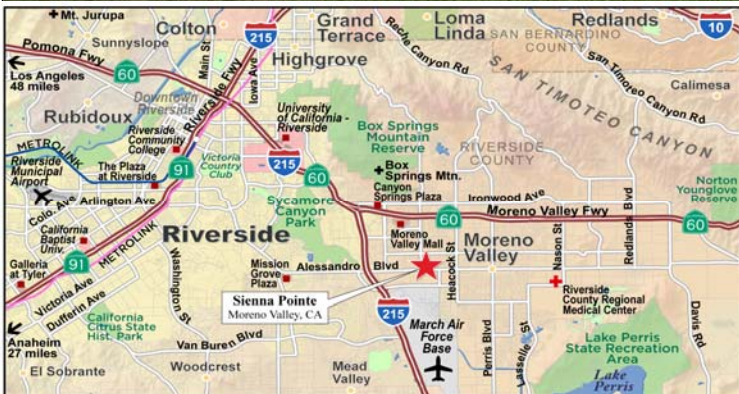 Mt. Jurupa
Colton
215
Grand
Terrace
Loma
Linda
Redlands
10
Sunnyslope
Pomona Fwy
60
Main St
Riverside Fwy
Iowa Ave
Highgrove
Reche Canyon Rd
SAN BERNARDINO
COUNTY
San Timoteo Canyon Rd
SAN TIMOTEO CANYON
Calimesa
Los Angeles
48 miles
Rubidoux
Downtown
Riverside
Riverside
Community
College
University
of California -
Riverside
Box Springs
Mountain
Reserve
RIVERSIDE
COUNTY
METROLINK
Riverside
Municipal
Airport
The Plaza
at Riverside
91
Victoria
Country
Club
215
60
Box
Springs Mtn.
Canyon
Springs Plaza
Ironwood Ave
Redlands Blvd
Norton
Younglove
Reserve
Colo. Ave
Arlington Ave
Sycamore
Canyon
Park
60
Moreno Valley Fwy
60
California
Baptist
Univ.
METROLINK
Riverside
Moreno
Valley Mall
Heacock St
Moreno
Valley
Nason St
Galleria
at Tyler
91
Victoria Ave
Dufferin Ave
Washington St
Mission
Grove
Plaza
Alessandro Blvd
Riverside
County Regional
Medical Center
Sienna Pointe
Moreno Valley, CA
215
March Air
Force
Base
Perris Blvd
Lasselle St
Davis Rd
Anaheim
27 miles
California
Citrus State
Hist. Park
Van Buren Blvd
Lake Perris
State Recreation
Area
El Sobrante
Woodcrest
Mead
Valley
Lake
Perris